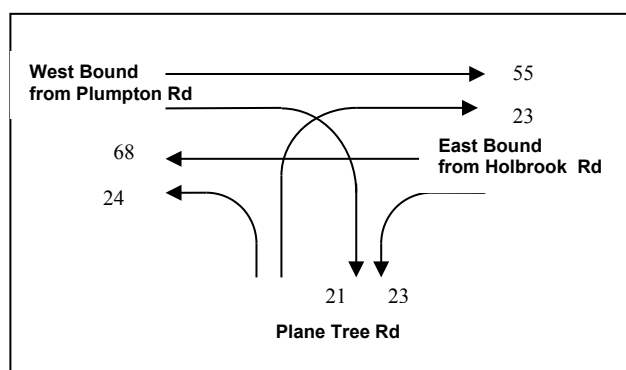 West Bound
from Plumpton Rd
55
23
68
East Bound
from Holbrook Rd
24
21 23
Plane Tree Rd